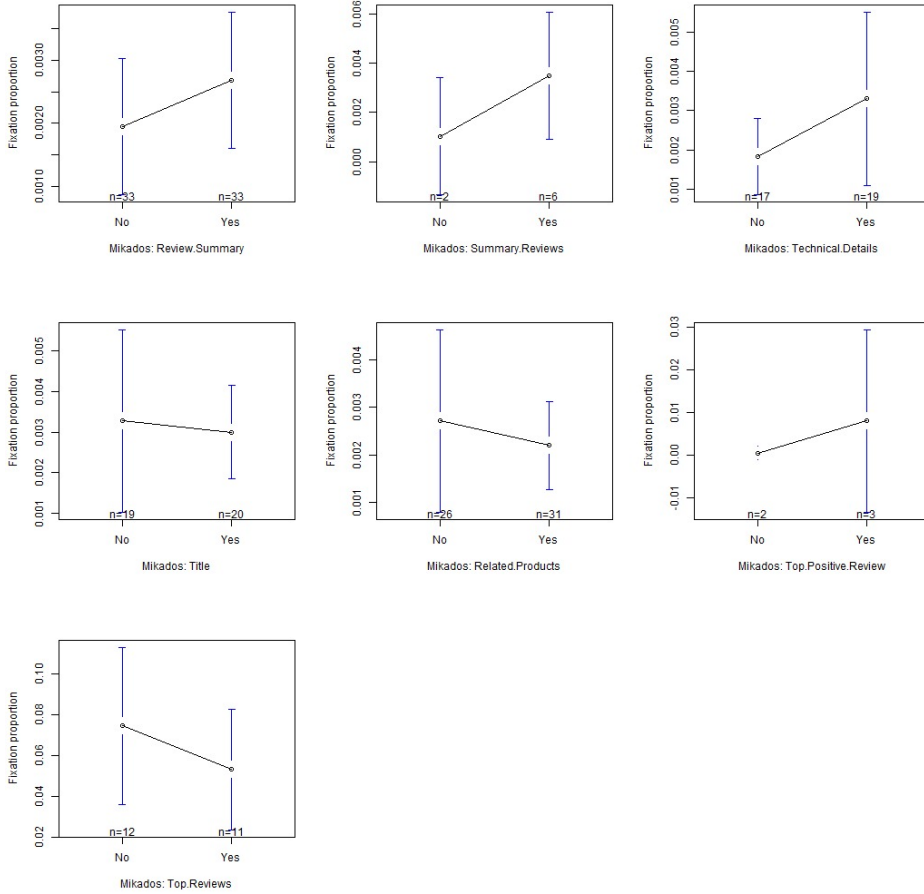 Fixation proportion
0.0010 0.0020 0.0030
n=33 n=33
No Yes
Mikados: Review.Summary
Fixation proportion
0.000 0.002 0.004 0.006
n=2 n=6
No Yes
Mikados: Summary.Reviews
Fixation proportion
0.001 0.002 0.003 0.004 0.005
n=17 n=19
No Yes
Mikados: Technical.Details
Fixation proportion
0.001 0.002 0.003 0.004 0.005
n=19 n=20
No Yes
Mikados: Title
Fixation proportion
0.001 0.002 0.003 0.004
n=26 n=31
No Yes
Mikados: Related.Products
Fixation proportion
-0.01 0.00 0.01 0.02 0.03
n=2 n=3
No Yes
Mikados: Top.Positive.Review
Fixation proportion
0.02 0.04 0.06 0.08 0.10
n=12 n=11
No Yes
Mikados: Top.Reviews